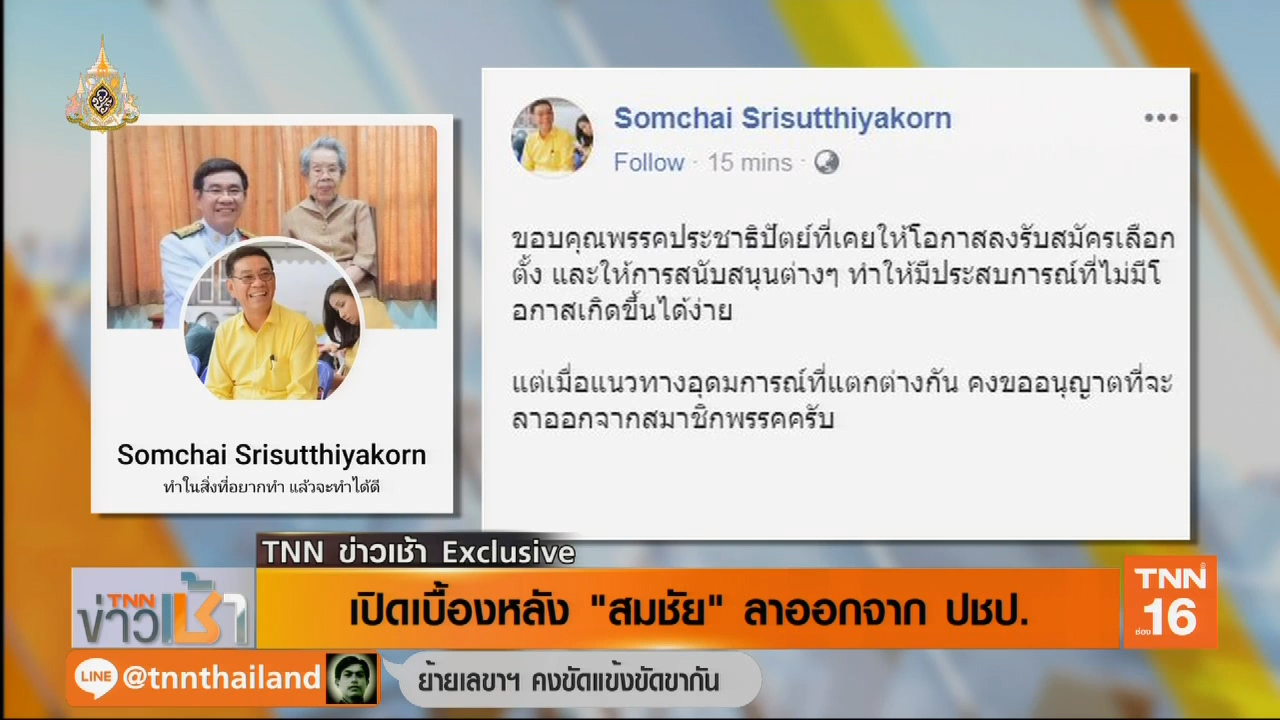 Somchai Srisutthiyakorn
Follow · 15 mins ·
ขอบคุณพรรคประชาธิปัตย์ที่เคยให้โอกาสลงรับสมัครเลือก
ตั้ง และให้การสนับสนุนต่างๆ ทำให้มีประสบการณ์ที่ไม่มีโ
อกาสเกิดขึ้นได้ง่าย
แต่เมื่อแนวทางอุดมการณ์ที่แตกต่างกัน คงขออนุญาตที่จะ
ลาออกจากสมาชิกพรรคครับ
Somchai Srisutthiyakorn
ทำในสิ่งที่อยากทำ แล้วจะทำได้ดี
TNN ข่าวเช้า Exclusive
TNN
ข่าวเช้า
เปิดเบื้องหลัง "สมชัย" ลาออกจาก ปชป.
TNN
ช่อง 16
LINE @tnnthailand
ย้ายเลขาฯ คงขัดแข้งขัดขากัน